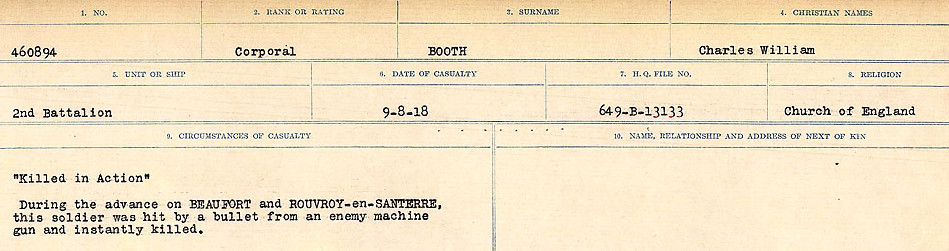 1. NO. 2. RANK OR RATING 3. SURNAME 4. CHRISTIAN NAMES
460894 Corporal BOOTH Charles William
5. UNIT OR SHIP 6. DATE OF CASUALTY 7. H.Q. FILE NO. 8. RELIGION
2nd Battalion 9-8-18 649-B-13133 Church of England
9. CIRCUMSTANCES OF CASUALTY 10. NAME, RELATIONSHIP AND ADDRESS OF NEXT OF KIN
"Killed in Action"
During the advance on BEAUFORT and ROUVROY-en-SANTERRE,
this soldier was hit by a bullet from an enemy machine
gun and instantly killed.